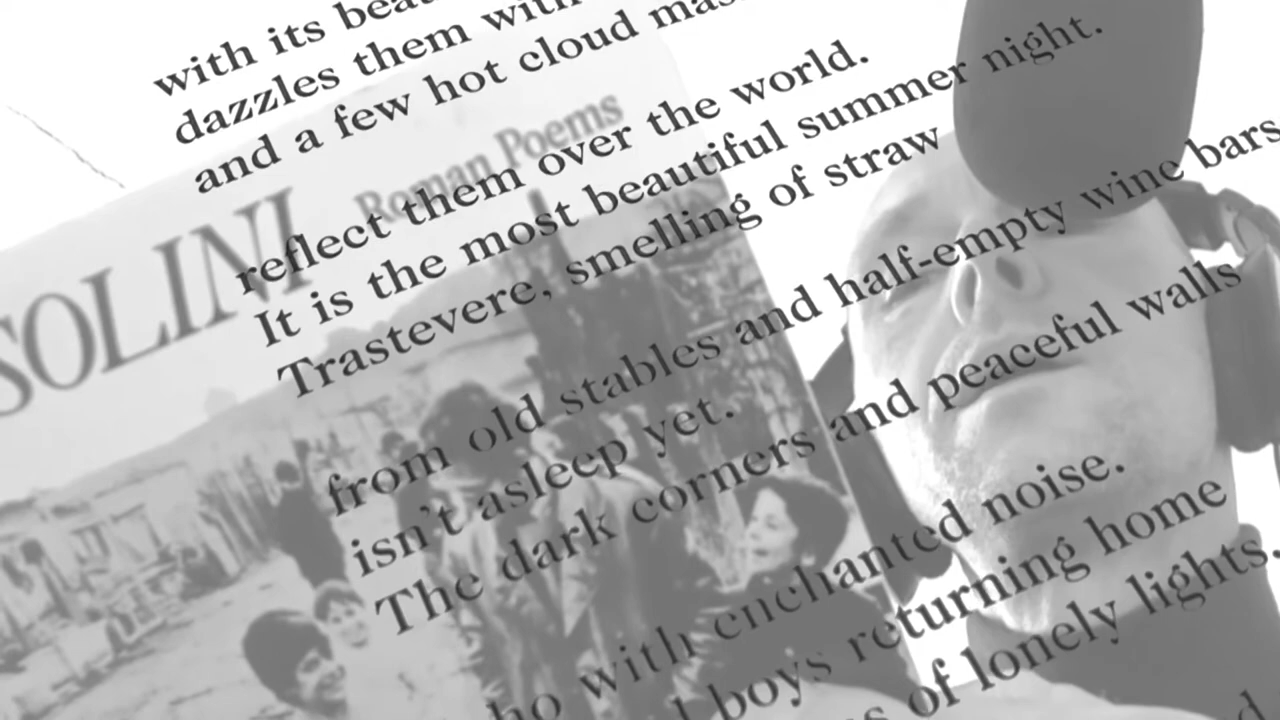 with its
dazzles them with
and a few hot cloud
Roman Poems
SOLINI
reflect them over the world.
It is the most beautiful summer night.
Trastevere, smelling of straw
from old stables and half-empty wine bars
isn't asleep yet.
The dark corners and peaceful walls
ho with enchanted noise.
boys returning home
of lonely lights.